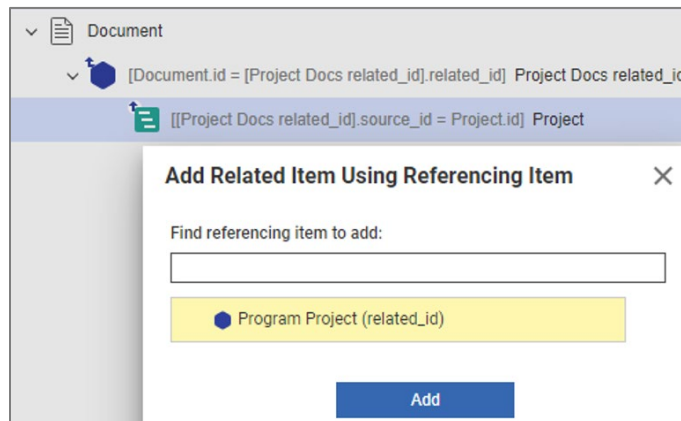 Document
[Document.id = [Project Docs related_id].related_id] Project Docs related_id
[[Project Docs related_id].source_id = Project.id] Project
Add Related Item Using Referencing Item
Find referencing item to add:
Program Project (related_id)
Add